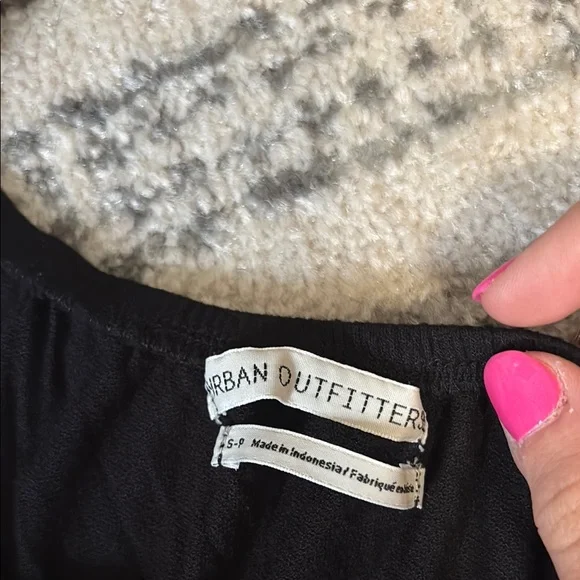 URBAN OUTFITTERS
S-P Made in Indonesia / Fabriqué en